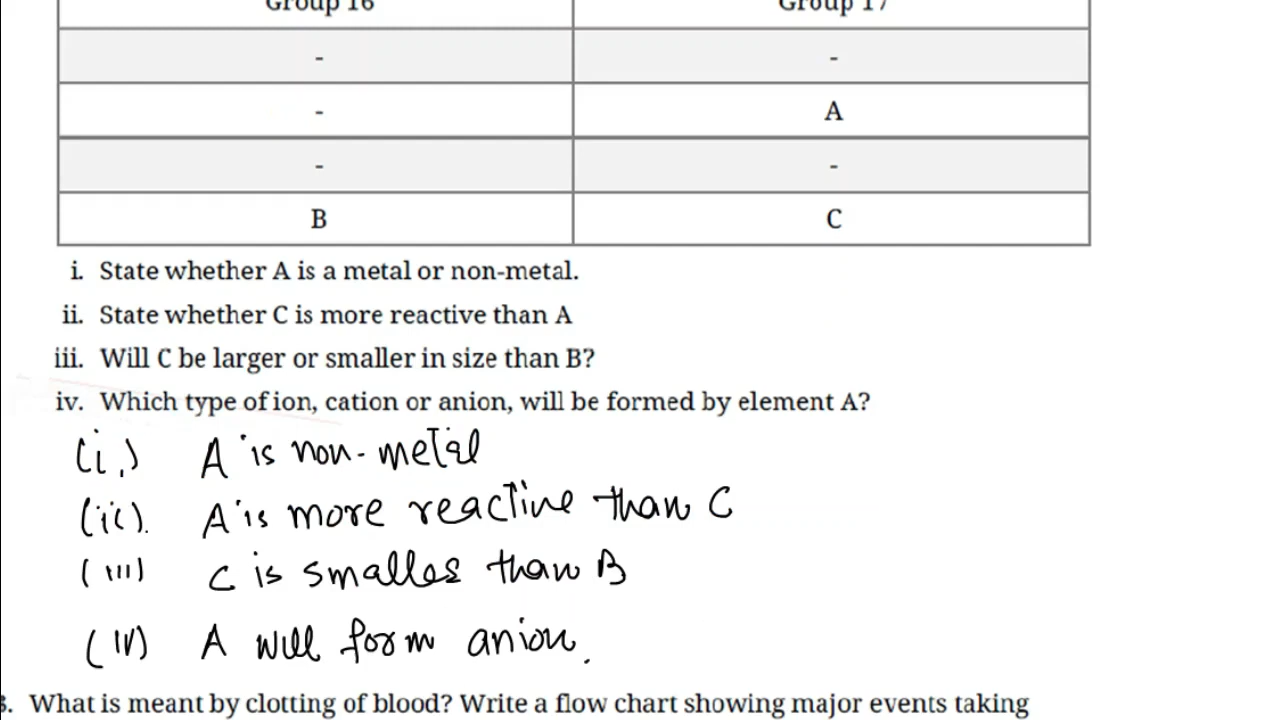 Group 16 Group 17
- -
- A
- -
B C
i. State whether A is a metal or non-metal.
ii. State whether C is more reactive than A
iii. Will C be larger or smaller in size than B?
iv. Which type of ion, cation or anion, will be formed by element A?
(i.) A is non-metal
(ii). A is more reactive than C
(III) C is smaller than B
(IV) A will form anion.
3. What is meant by clotting of blood? Write a flow chart showing major events taking